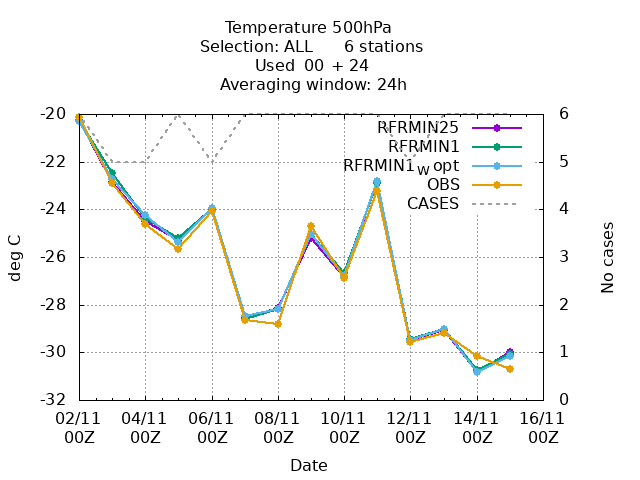 Temperature 500hPa
Selection: ALL 6 stations
Used 00 + 24
Averaging window: 24h
-20
-22
-24
-26
-28
-30
-32
deg C
6
5
4
3
2
1
0
No cases
RFRMIN25
RFRMIN1
RFRMIN1w opt
OBS
CASES
02/11 04/11 06/11 08/11 10/11 12/11 14/11 16/11
00Z 00Z 00Z 00Z 00Z 00Z 00Z 00Z
Date